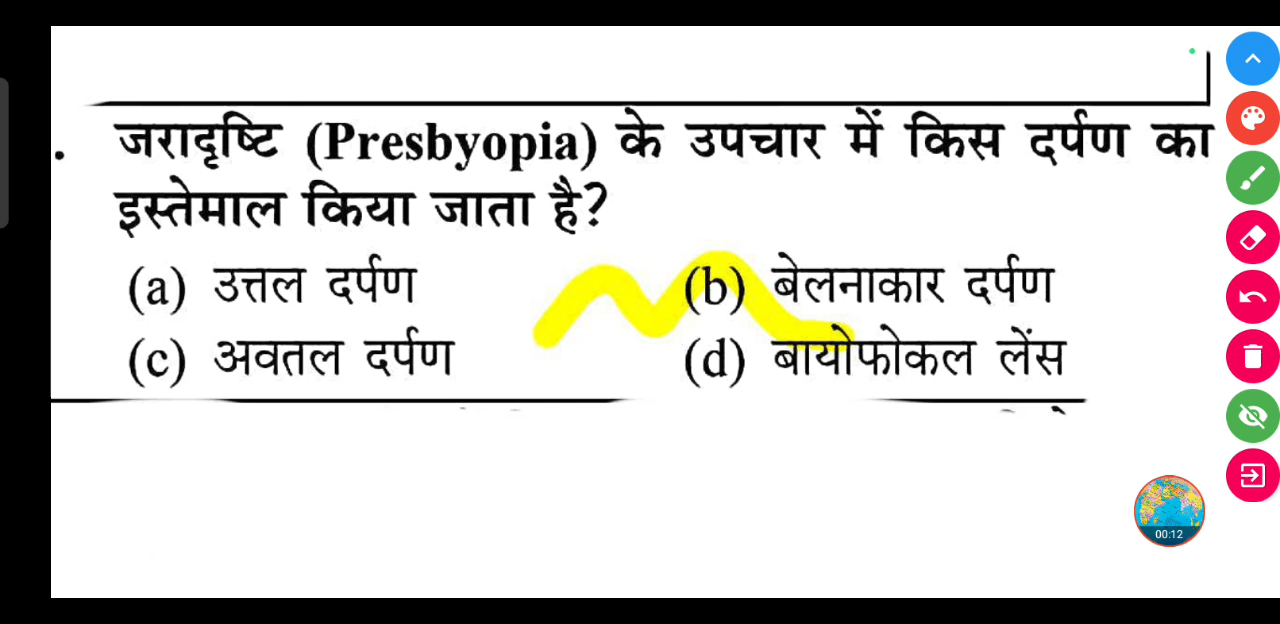 . जरादृष्टि (Presbyopia) के उपचार में किस दर्पण का
इस्तेमाल किया जाता है?
(a) उत्तल दर्पण (b) बेलनाकार दर्पण
(c) अवतल दर्पण (d) बायोफोकल लेंस
00:12